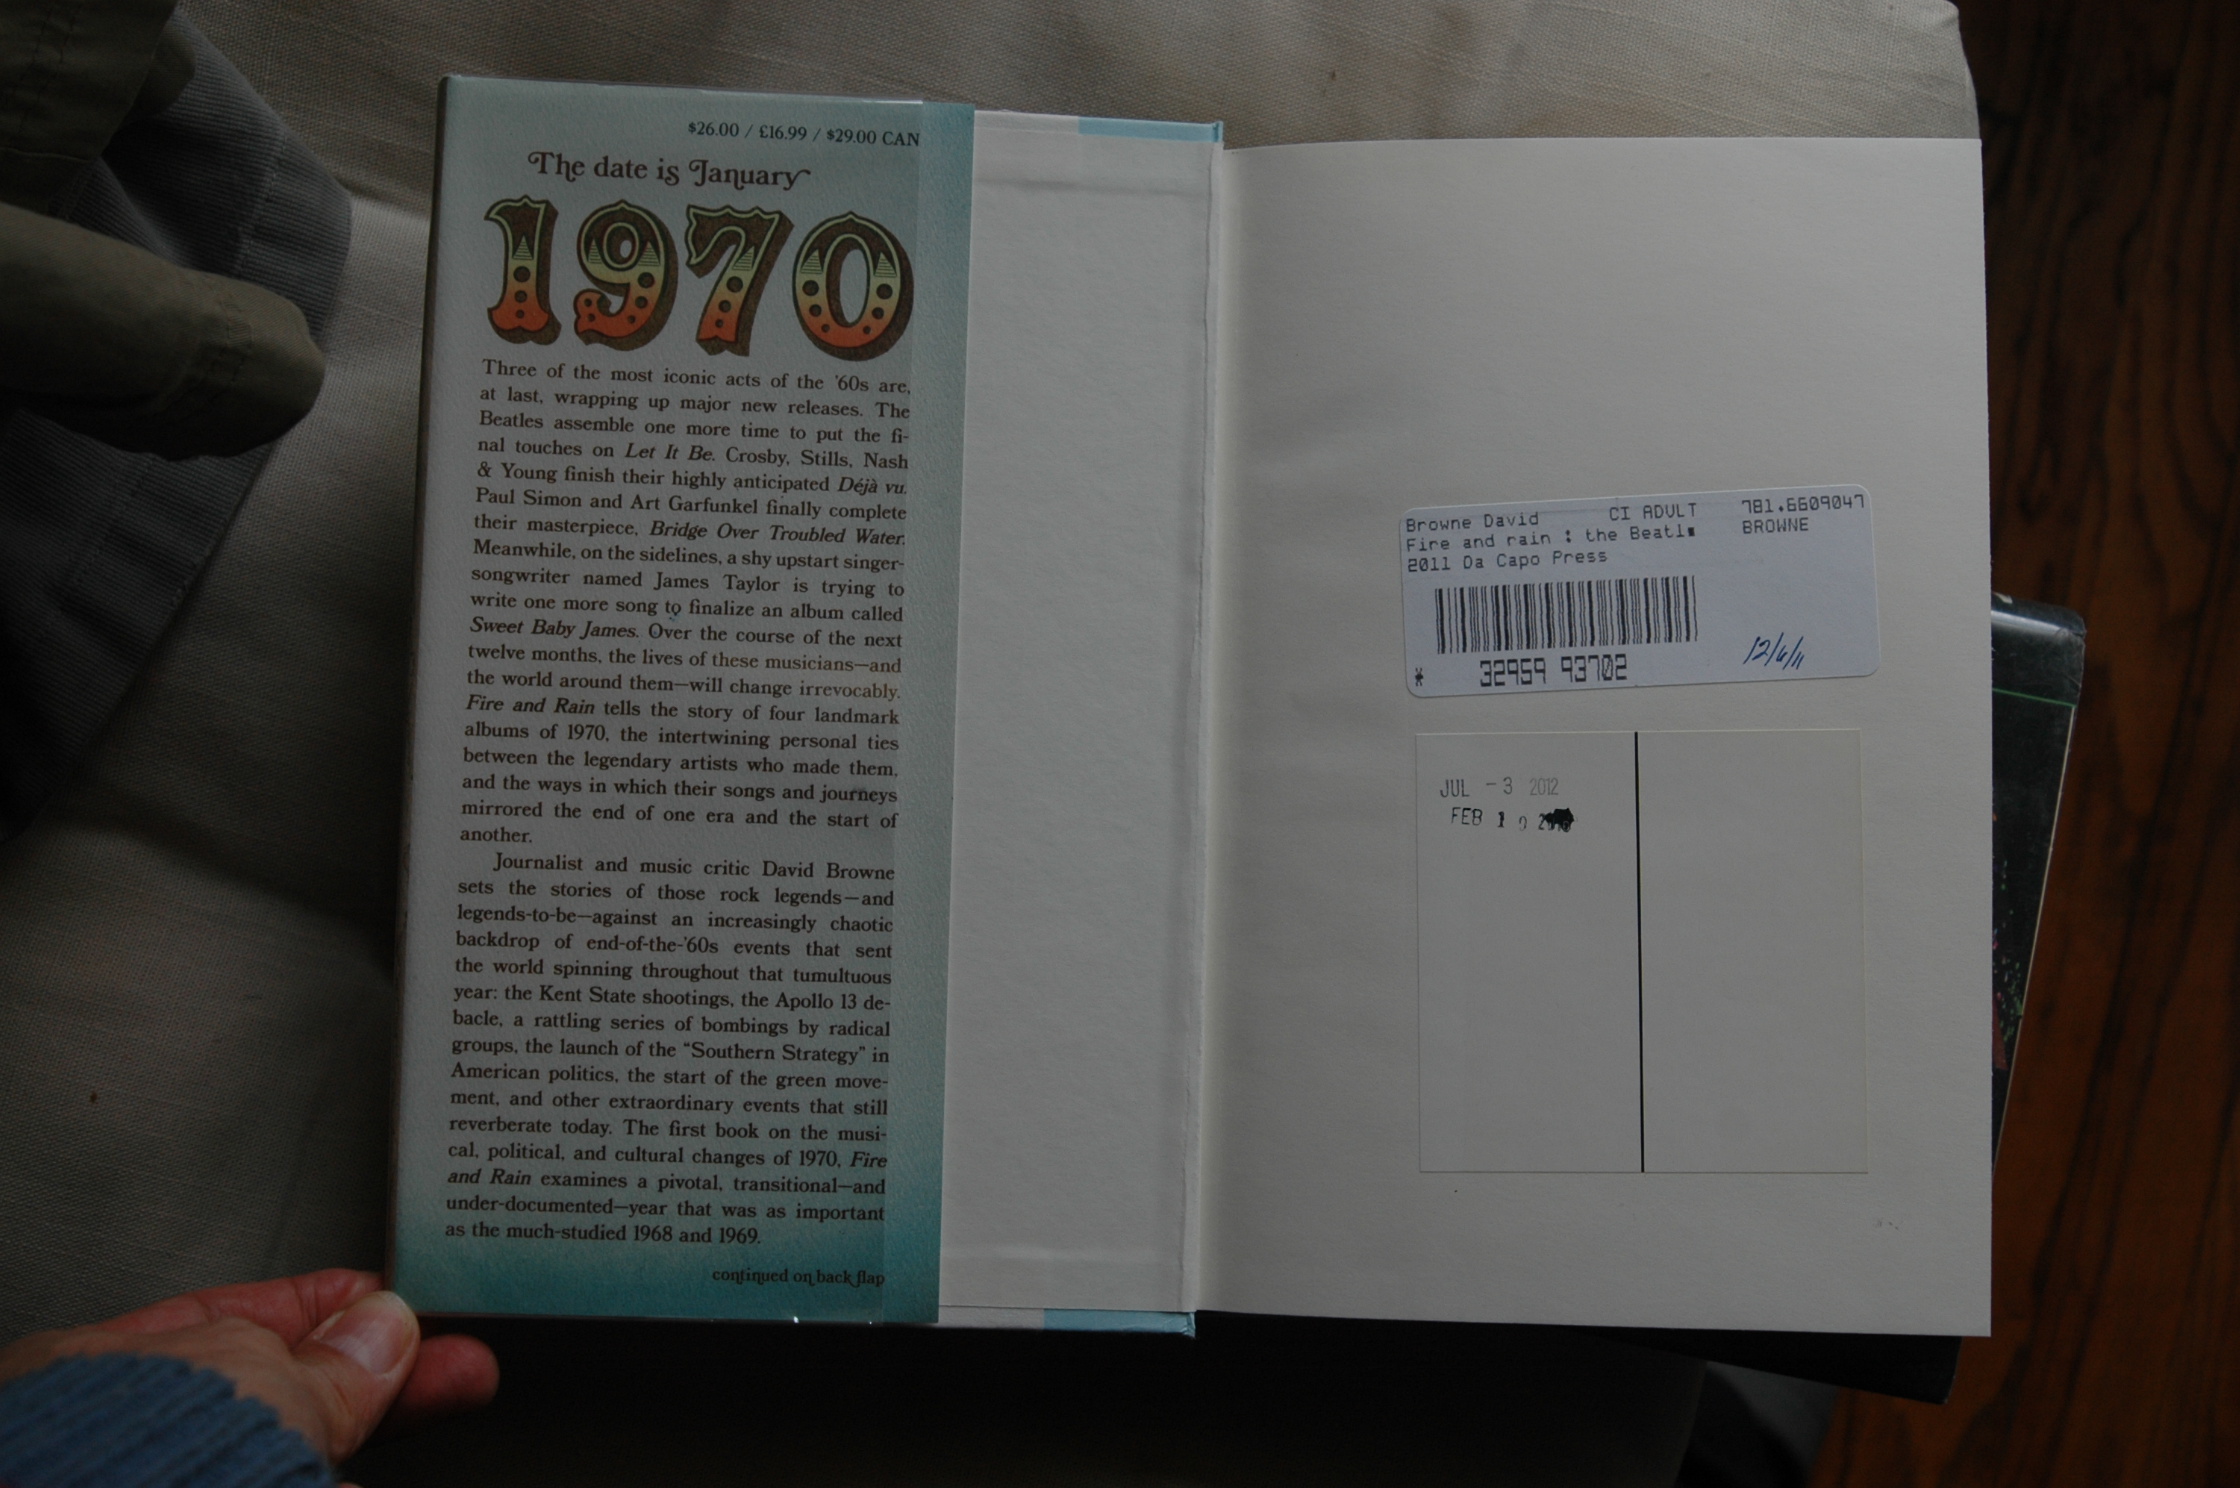 $26.00 / £16.99 / $29.00 CAN
The date is January
1970
Three of the most iconic acts of the '60s are,
at last, wrapping up major new releases. The
Beatles assemble one more time to put the fi-
nal touches on Let It Be. Crosby, Stills, Nash
& Young finish their highly anticipated Déjà vu.
Paul Simon and Art Garfunkel finally complete
their masterpiece, Bridge Over Troubled Water.
Meanwhile, on the sidelines, a shy upstart singer-
songwriter named James Taylor is trying to
write one more song to finalize an album called
Sweet Baby James. Over the course of the next
twelve months, the lives of these musicians—and
the world around them—will change irrevocably.
Fire and Rain tells the story of four landmark
albums of 1970, the intertwining personal ties
between the legendary artists who made them,
and the ways in which their songs and journeys
mirrored the end of one era and the start of
another.
Journalist and music critic David Browne
sets the stories of those rock legends—and
legends-to-be—against an increasingly chaotic
backdrop of end-of-the-'60s events that sent
the world spinning throughout that tumultuous
year: the Kent State shootings, the Apollo 13 de-
bacle, a rattling series of bombings by radical
groups, the launch of the "Southern Strategy" in
American politics, the start of the green move-
ment, and other extraordinary events that still
reverberate today. The first book on the musi-
cal, political, and cultural changes of 1970, Fire
and Rain examines a pivotal, transitional—and
under-documented—year that was as important
as the much-studied 1968 and 1969.
continued on back flap
Browne David CI ADULT 781.6609047
Fire and rain : the Beatl BROWNE
2011 Da Capo Press
* 32959 93702
12/6/11
JUL - 3 2012
FEB 1 0